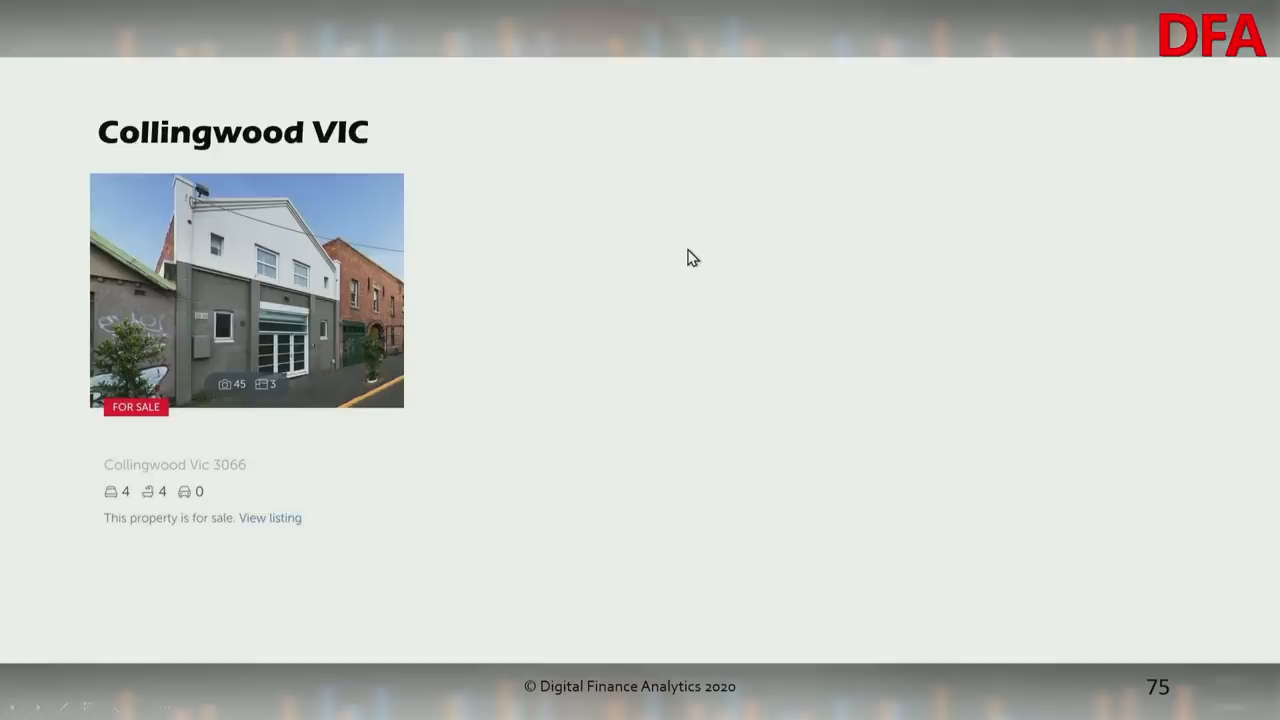 DFA
Collingwood VIC
45 3
FOR SALE
Collingwood Vic 3066
4 4 0
This property is for sale. View listing
© Digital Finance Analytics 2020
75